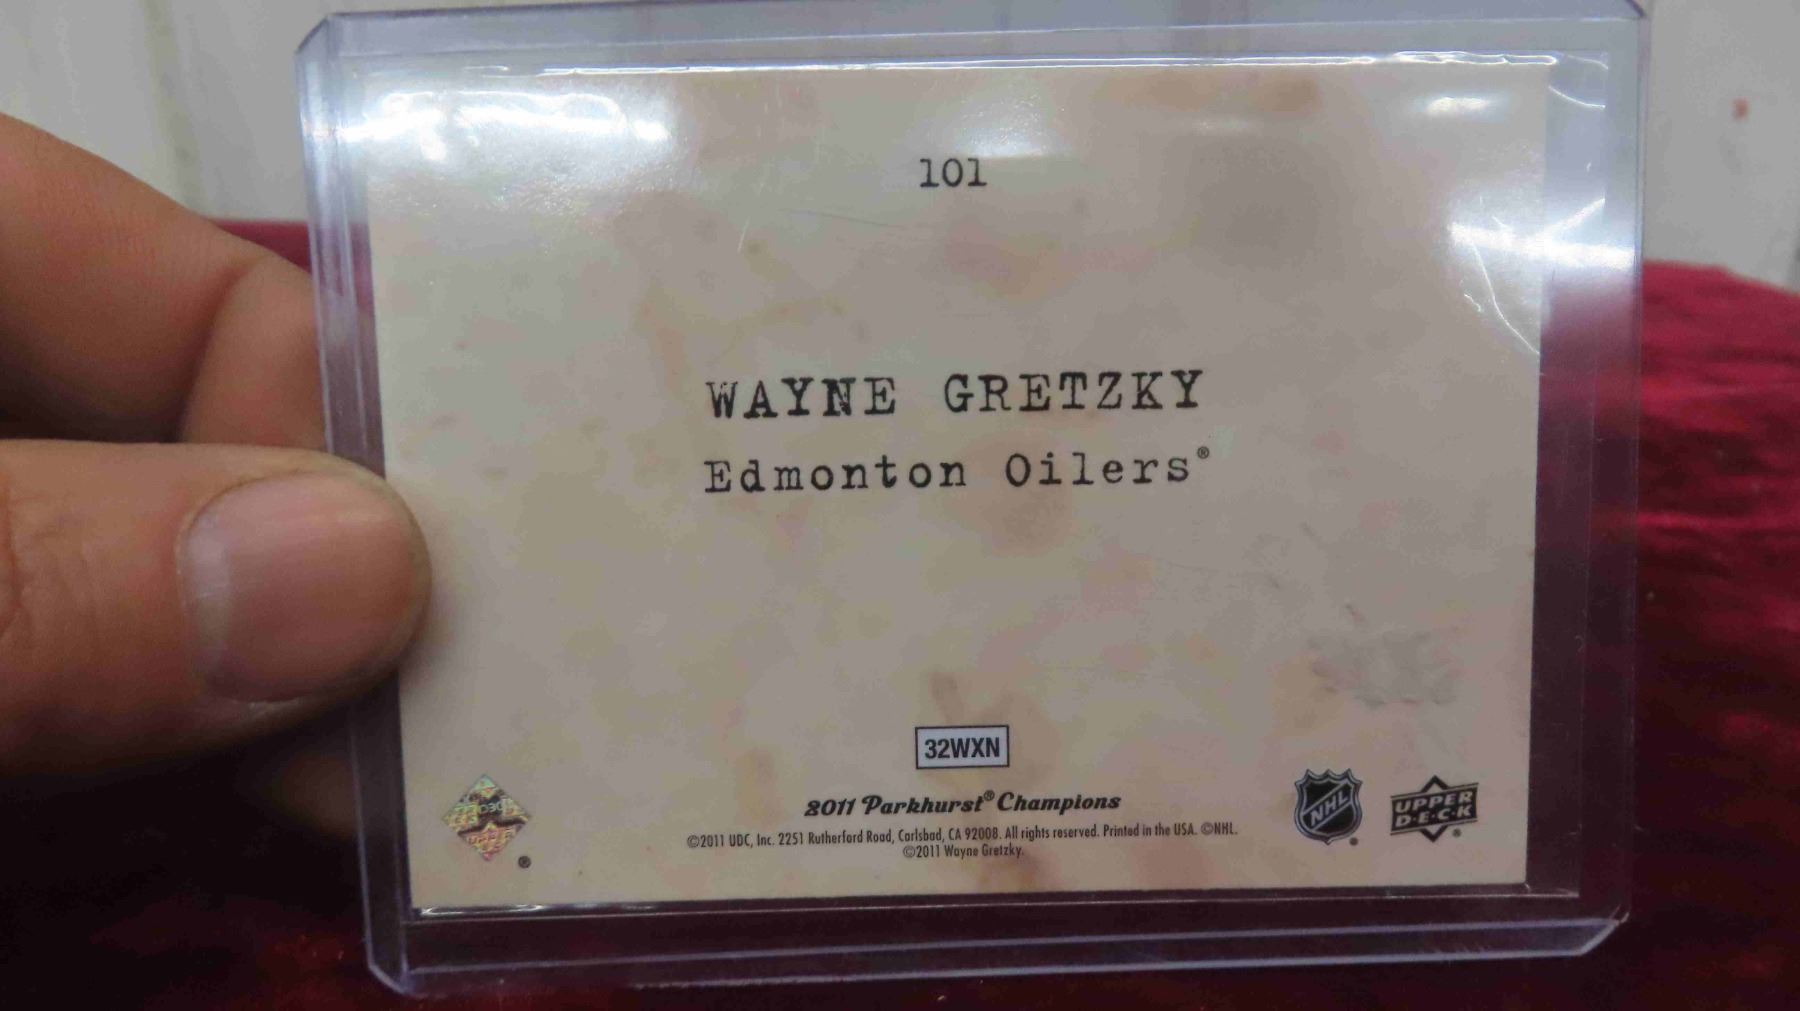 101
WAYNE GRETZKY
Edmonton Oilers®
32WXN
2011 Parkhurst® Champions
©2011 UDC, Inc. 2251 Rutherford Road, Carlsbad, CA 92008. All rights reserved. Printed in the USA. ©NHL.
©2011 Wayne Gretzky.
®
NHL
UPPER
D·E·C·K
®